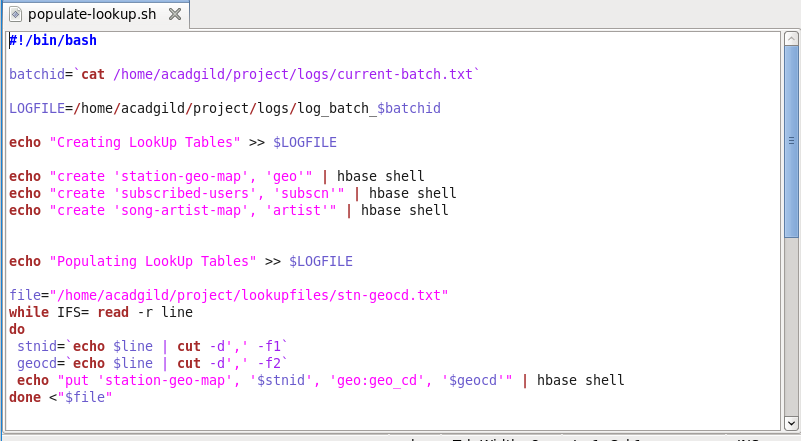 populate-lookup.sh
#!/bin/bash
batchid=`cat /home/acadgild/project/logs/current-batch.txt`
LOGFILE=/home/acadgild/project/logs/log_batch_$batchid
echo "Creating LookUp Tables" >> $LOGFILE
echo "create 'station-geo-map', 'geo'" | hbase shell
echo "create 'subscribed-users', 'subscn'" | hbase shell
echo "create 'song-artist-map', 'artist'" | hbase shell
echo "Populating LookUp Tables" >> $LOGFILE
file="/home/acadgild/project/lookupfiles/stn-geocd.txt"
while IFS= read -r line
do
 stnid=`echo $line | cut -d',' -f1`
 geocd=`echo $line | cut -d',' -f2`
 echo "put 'station-geo-map', '$stnid', 'geo:geo_cd', '$geocd'" | hbase shell
done <"$file"